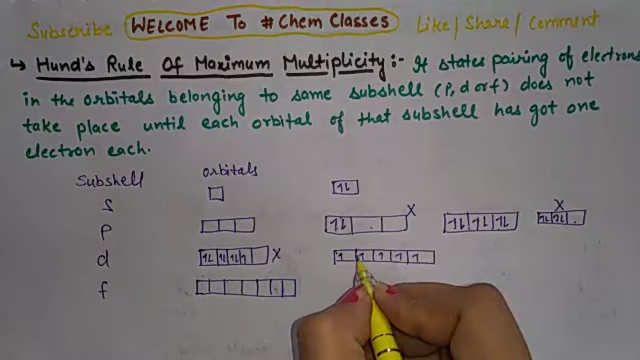 Subscribe WELCOME To #Chem Classes Like/Share/Comment
↳ Hund's Rule Of Maximum Multiplicity:- It states pairing of electrons
in the orbitals belonging to same subshell (P, d or f) does not
take place until each orbital of that subshell has got one
electron each.
Subshell orbitals
S ↿⇂
P ↿⇂ X ↿⇂ ↿⇂ ↿⇂ ↿⇂ ↿⇂ X
d ↿⇂ ↿⇂ ↿⇂ ↿ X ↿ ↿ ↿ ↿ ↿
f